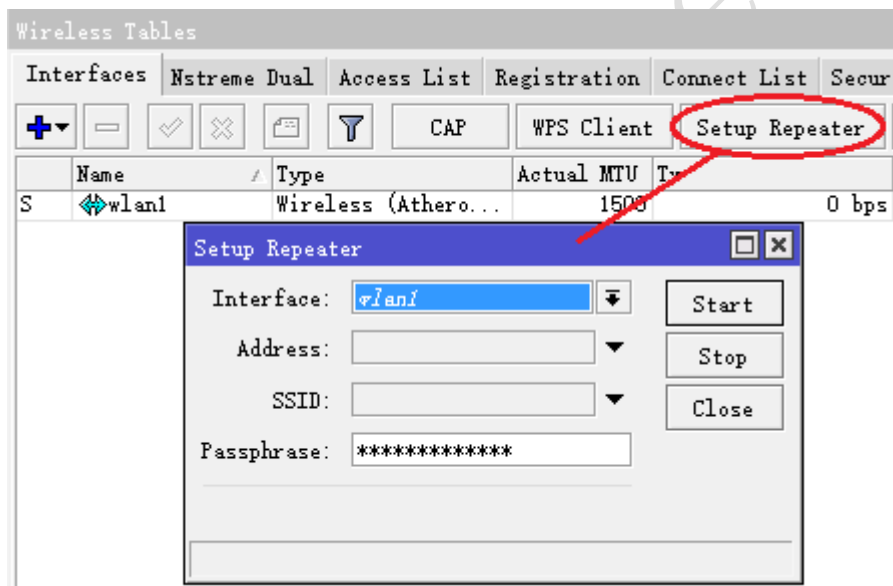 Wireless Tables
Interfaces Nstreme Dual Access List Registration Connect List Secur
CAP WPS Client Setup Repeater
Name Type Actual MTU
S wlan1 Wireless (Athero... 1500 0 bps
Setup Repeater
Interface: wlan1 Start
Address: Stop
SSID: Close
Passphrase: *************